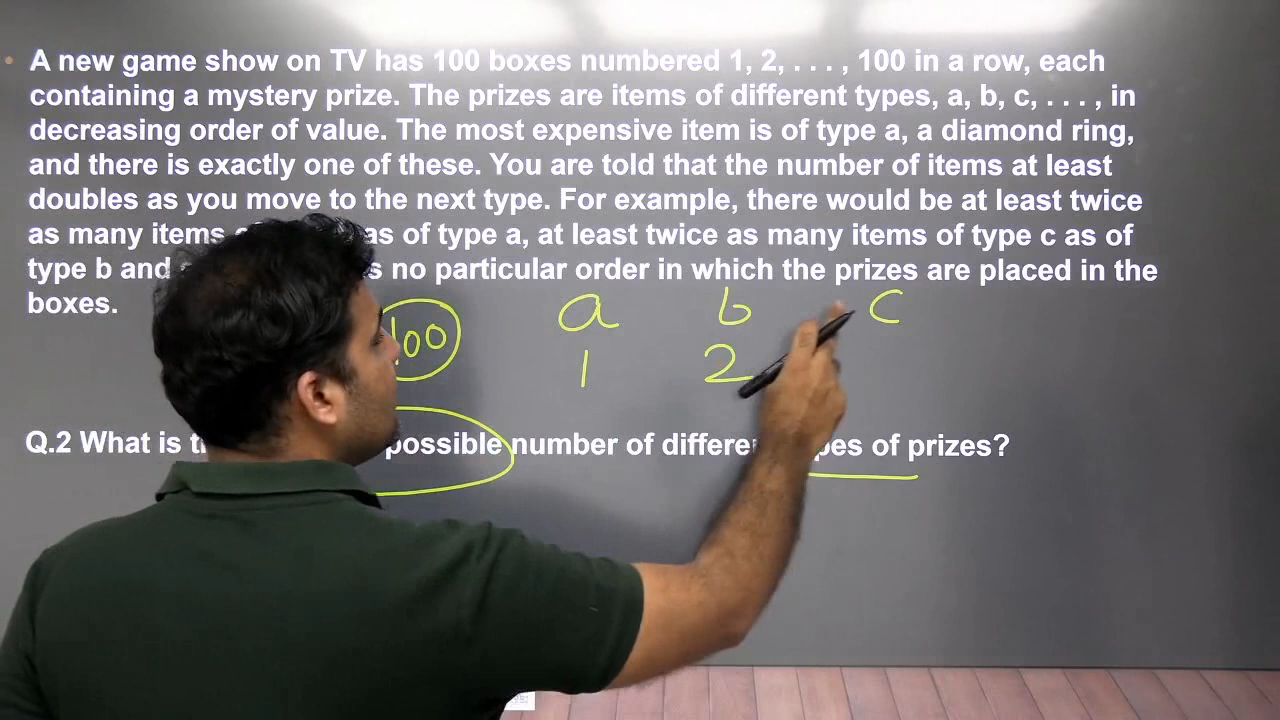 • A new game show on TV has 100 boxes numbered 1, 2, . . . , 100 in a row, each
containing a mystery prize. The prizes are items of different types, a, b, c, . . . , in
decreasing order of value. The most expensive item is of type a, a diamond ring,
and there is exactly one of these. You are told that the number of items at least
doubles as you move to the next type. For example, there would be at least twice
as many items as of type a, at least twice as many items of type c as of
type b and no particular order in which the prizes are placed in the
boxes.
100 a b c
1 2
Q.2 What is possible number of different types of prizes?